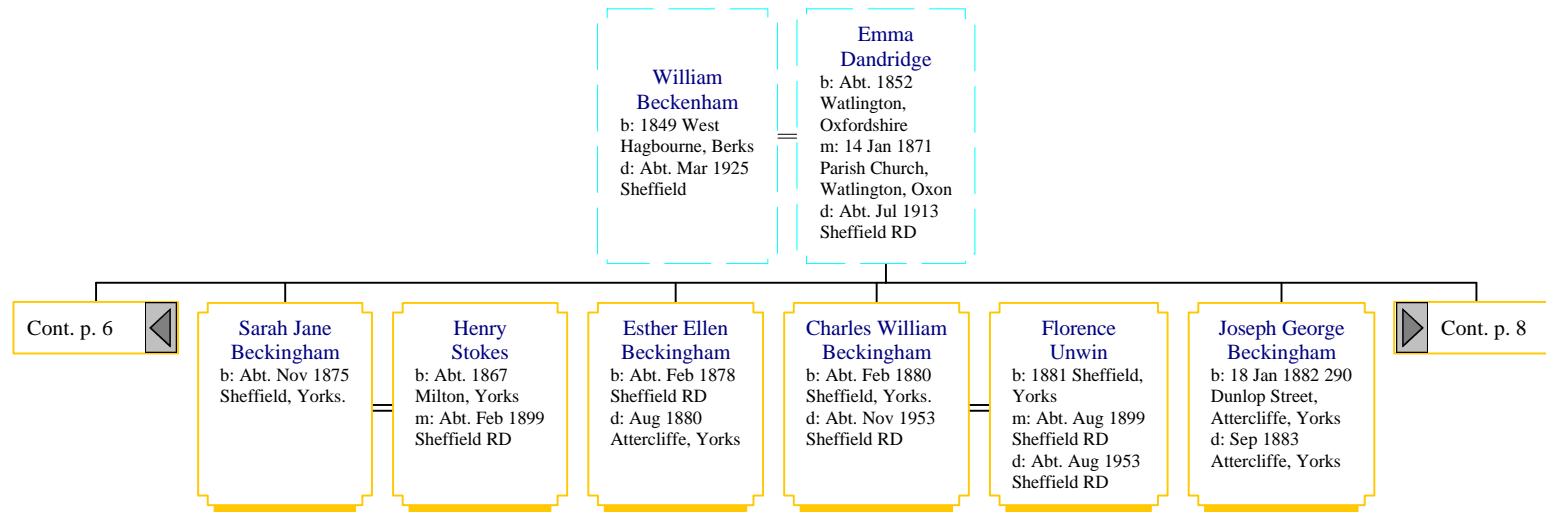 William
Beckenham
b: 1849 West
Hagbourne, Berks
d: Abt. Mar 1925
Sheffield
Emma
Dandridge
b: Abt. 1852
Watlington,
Oxfordshire
m: 14 Jan 1871
Parish Church,
Watlington, Oxon
d: Abt. Jul 1913
Sheffield RD
Cont. p. 6
Sarah Jane
Beckingham
b: Abt. Nov 1875
Sheffield, Yorks.
Henry
Stokes
b: Abt. 1867
Milton, Yorks
m: Abt. Feb 1899
Sheffield RD
Esther Ellen
Beckingham
b: Abt. Feb 1878
Sheffield RD
d: Aug 1880
Attercliffe, Yorks
Charles William
Beckingham
b: Abt. Feb 1880
Sheffield, Yorks.
d: Abt. Nov 1953
Sheffield RD
Florence
Unwin
b: 1881 Sheffield,
Yorks
m: Abt. Aug 1899
Sheffield RD
d: Abt. Aug 1953
Sheffield RD
Joseph George
Beckingham
b: 18 Jan 1882 290
Dunlop Street,
Attercliffe, Yorks
d: Sep 1883
Attercliffe, Yorks
Cont. p. 8